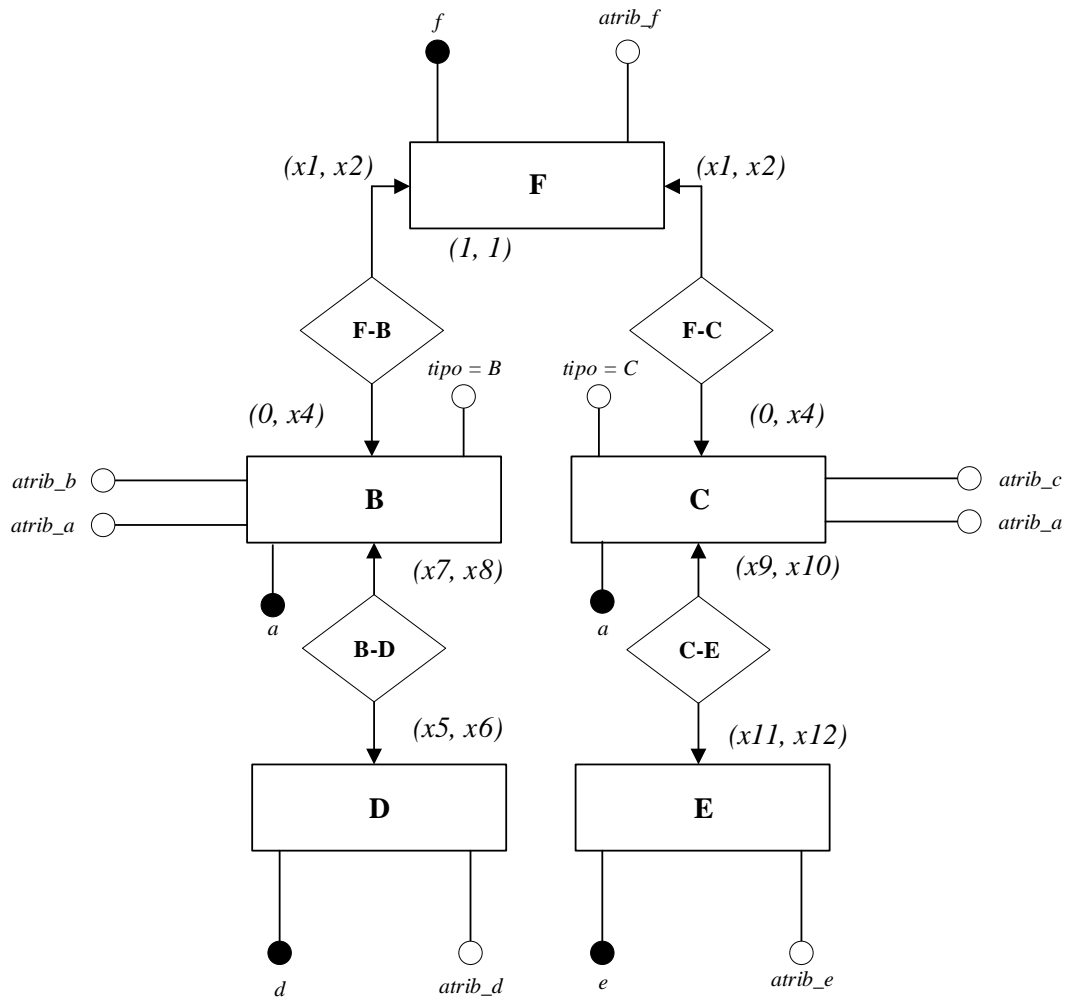 f
atrib_f
(x1, x2)
F
(x1, x2)
(1, 1)
F-B
F-C
tipo = B
tipo = C
(0, x4)
(0, x4)
atrib_b
atrib_a
B
C
atrib_c
atrib_a
(x7, x8)
(x9, x10)
a
a
B-D
C-E
(x5, x6)
(x11, x12)
D
E
d
atrib_d
e
atrib_e